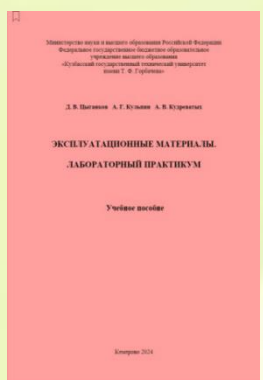 Министерство науки и высшего образования Российской Федерации
Федеральное государственное бюджетное образовательное
учреждение высшего образования
«Кузбасский государственный технический университет
имени Т. Ф. Горбачева»
Д. В. Цыганков А. Г. Кульпин А. В. Кудреватых
ЭКСПЛУАТАЦИОННЫЕ МАТЕРИАЛЫ.
ЛАБОРАТОРНЫЙ ПРАКТИКУМ
Учебное пособие
Кемерово 2024